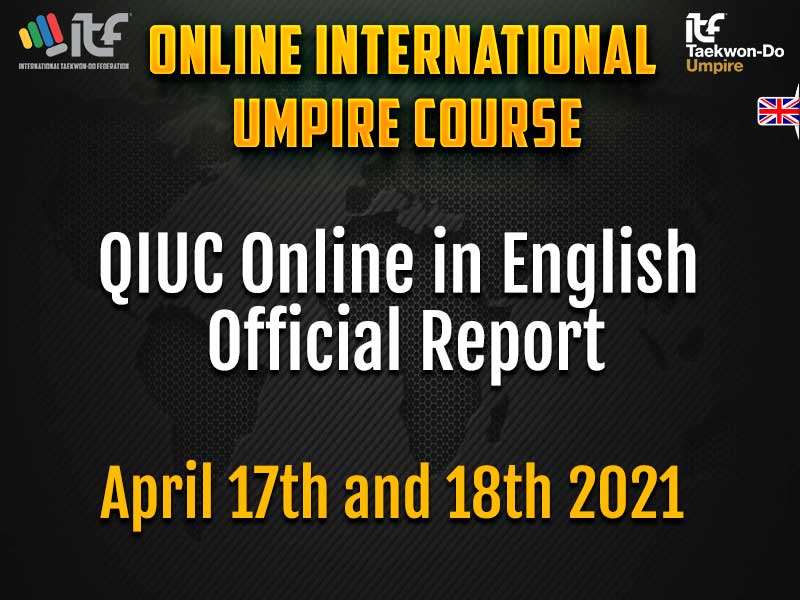 itf
INTERNATIONAL TAEKWON-DO FEDERATION
ONLINE INTERNATIONAL
UMPIRE COURSE
itf
Taekwon-Do
Umpire
QIUC Online in English
Official Report
April 17th and 18th 2021